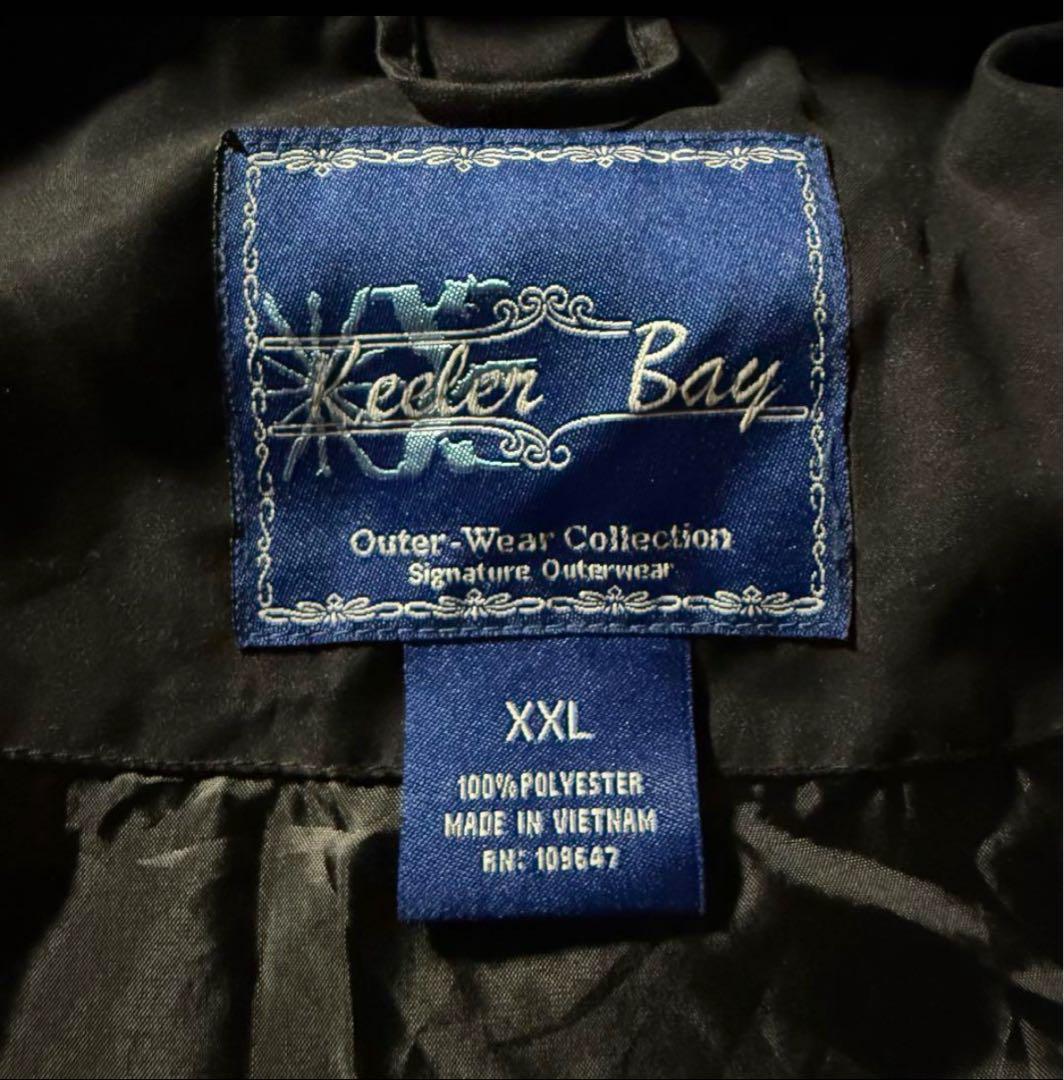 Keeler Bay
Outer-Wear Collection
Signature Outerwear
XXL
100% POLYESTER
MADE IN VIETNAM
RN: 109647